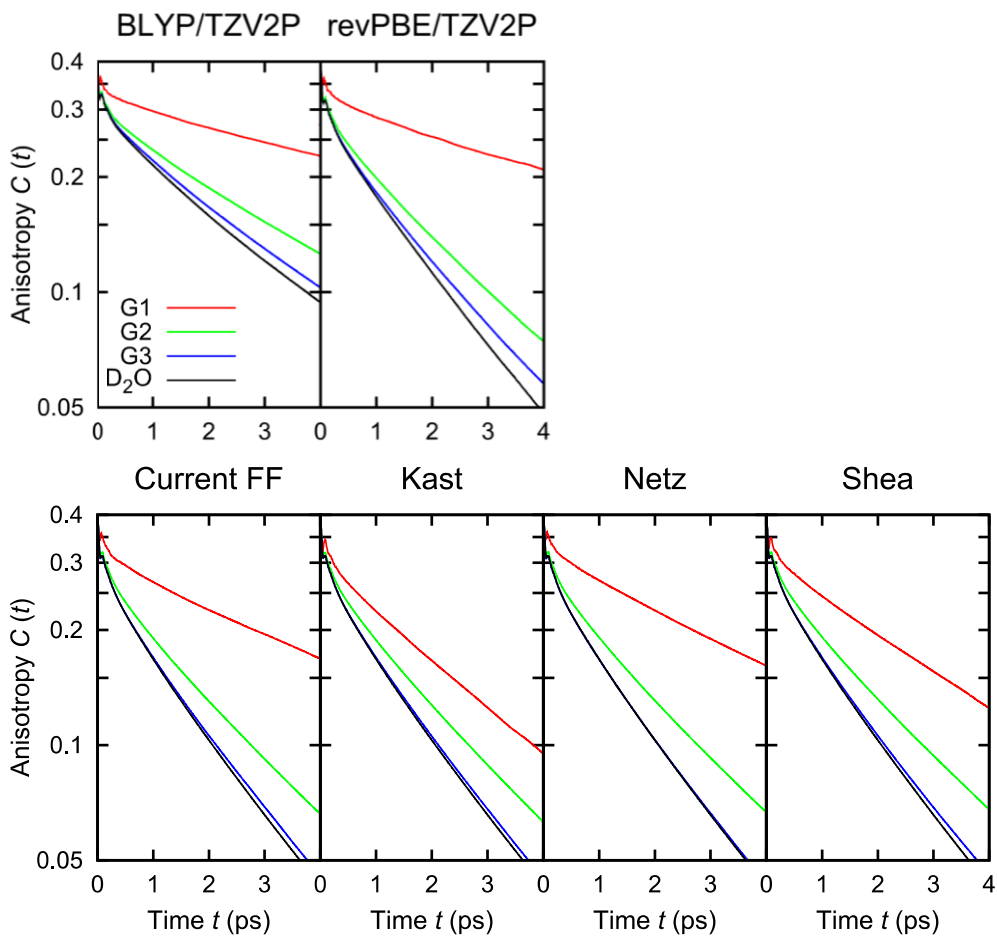 BLYP/TZV2P revPBE/TZV2P
0.4
0.3
0.2
0.1
0.05
Anisotropy C (t)
G1
G2
G3
D₂O
0 1 2 3 0 1 2 3 4
Current FF Kast Netz Shea
0.4
0.3
0.2
0.1
0.05
Anisotropy C (t)
0 1 2 3 0 1 2 3 0 1 2 3 0 1 2 3 4
Time t (ps) Time t (ps) Time t (ps) Time t (ps)